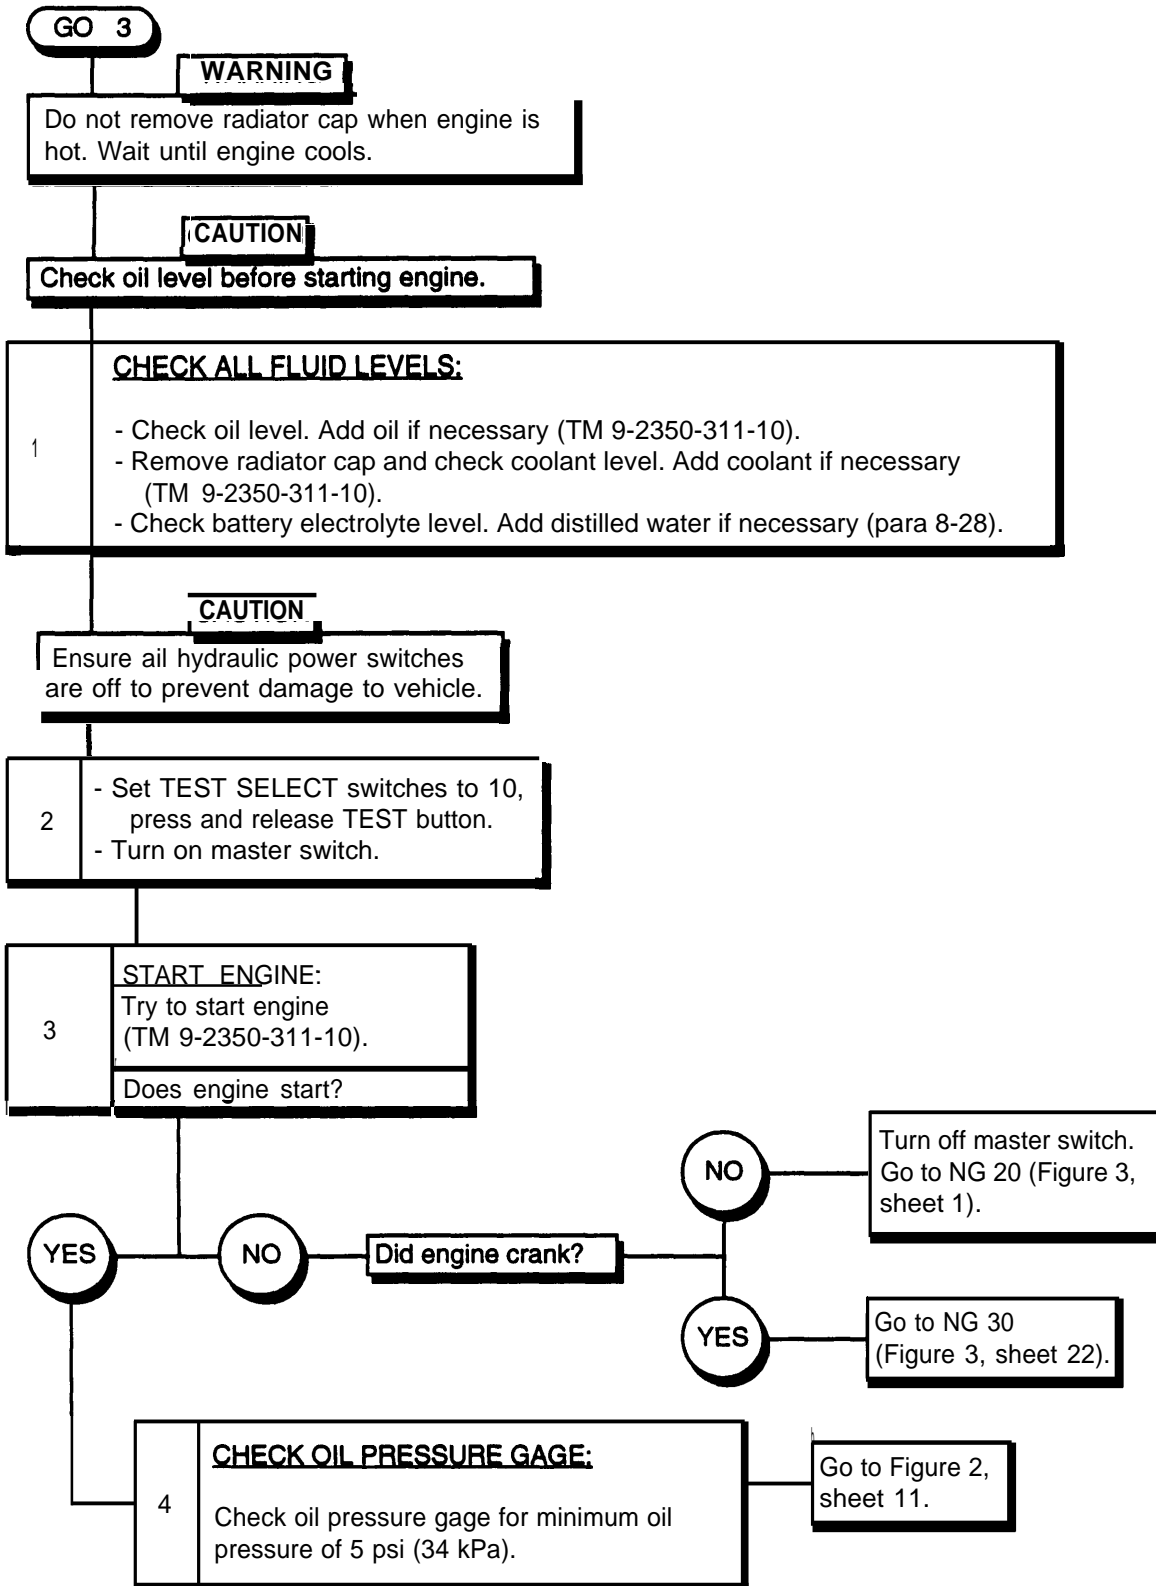 GO 3
WARNING
Do not remove radiator cap when engine is
hot. Wait until engine cools.
CAUTION
Check oil level before starting engine.
1
CHECK ALL FLUID LEVELS:
- Check oil level. Add oil if necessary (TM 9-2350-311-10).
- Remove radiator cap and check coolant level. Add coolant if necessary
(TM 9-2350-311-10).
- Check battery electrolyte level. Add distilled water if necessary (para 8-28).
CAUTION
Ensure ail hydraulic power switches
are off to prevent damage to vehicle.
2
- Set TEST SELECT switches to 10,
press and release TEST button.
- Turn on master switch.
3
START ENGINE:
Try to start engine
(TM 9-2350-311-10).
Does engine start?
YES
NO
Did engine crank?
NO
Turn off master switch.
Go to NG 20 (Figure 3,
sheet 1).
YES
Go to NG 30
(Figure 3, sheet 22).
4
CHECK OIL PRESSURE GAGE:
Check oil pressure gage for minimum oil
pressure of 5 psi (34 kPa).
Go to Figure 2,
sheet 11.